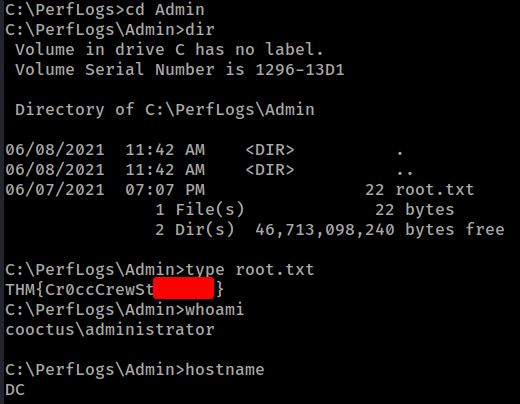 C:\PerfLogs>cd Admin
C:\PerfLogs\Admin>dir
Volume in drive C has no label.
Volume Serial Number is 1296-13D1
Directory of C:\PerfLogs\Admin
06/08/2021  11:42 AM    <DIR>          .
06/08/2021  11:42 AM    <DIR>          ..
06/07/2021  07:07 PM                22 root.txt
1 File(s)             22 bytes
2 Dir(s)  46,713,098,240 bytes free
C:\PerfLogs\Admin>type root.txt
THM{Cr0ccCrewSt}
C:\PerfLogs\Admin>whoami
cooctus\administrator
C:\PerfLogs\Admin>hostname
DC